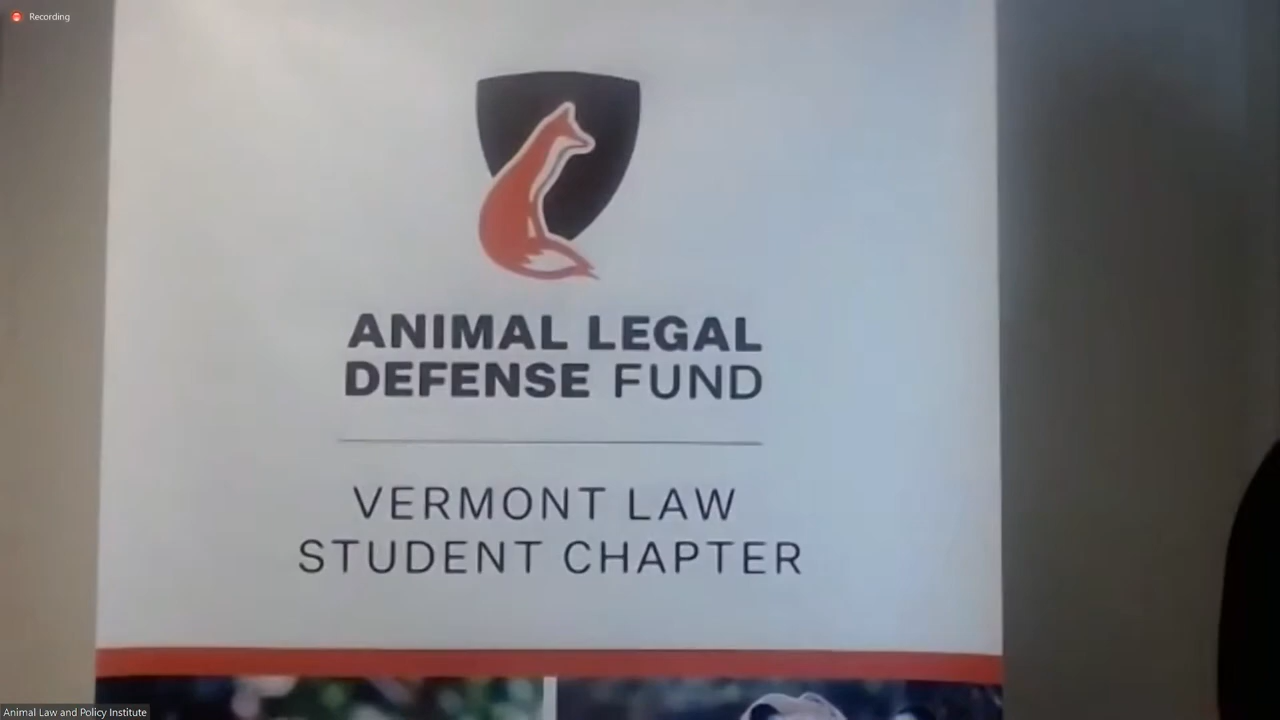 Recording
ANIMAL LEGAL
DEFENSE FUND
VERMONT LAW
STUDENT CHAPTER
Animal Law and Policy Institute